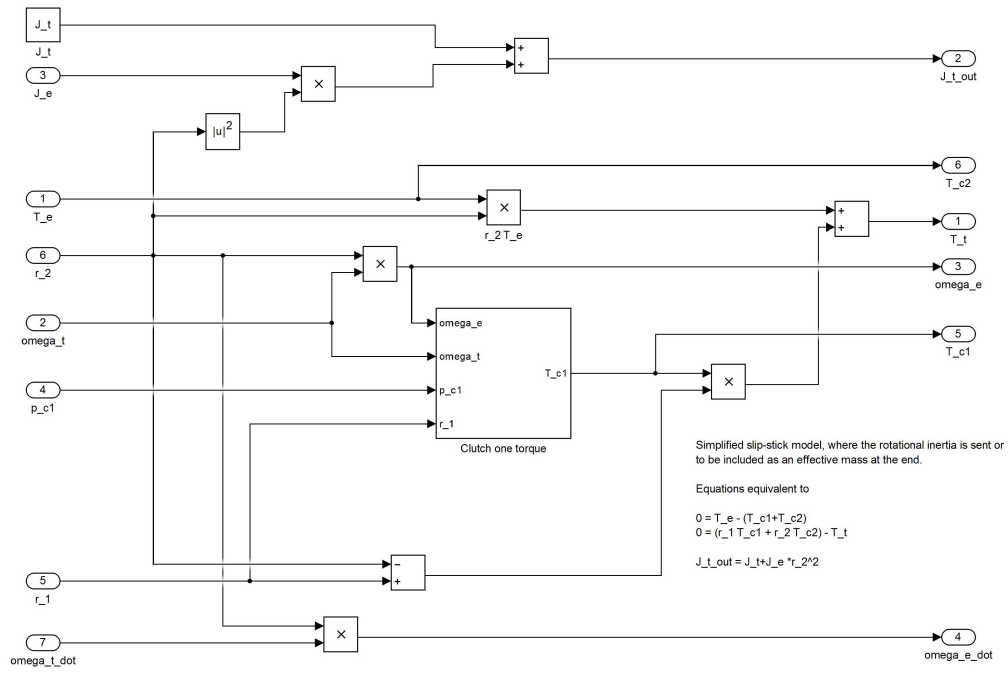 J_t
J_t
3
J_e
×
+
+
2
J_t_out
|u|2
1
T_e
×
r_2 T_e
6
T_c2
+
+
1
T_t
6
r_2
×
3
omega_e
2
omega_t
omega_e
omega_t
p_c1
r_1
T_c1
Clutch one torque
5
T_c1
×
4
p_c1
Simplified slip-stick model, where the rotational inertia is sent or
to be included as an effective mass at the end.
Equations equivalent to
0 = T_e - (T_c1+T_c2)
0 = (r_1 T_c1 + r_2 T_c2) - T_t
J_t_out = J_t+J_e *r_2^2
−
+
5
r_1
×
7
omega_t_dot
4
omega_e_dot